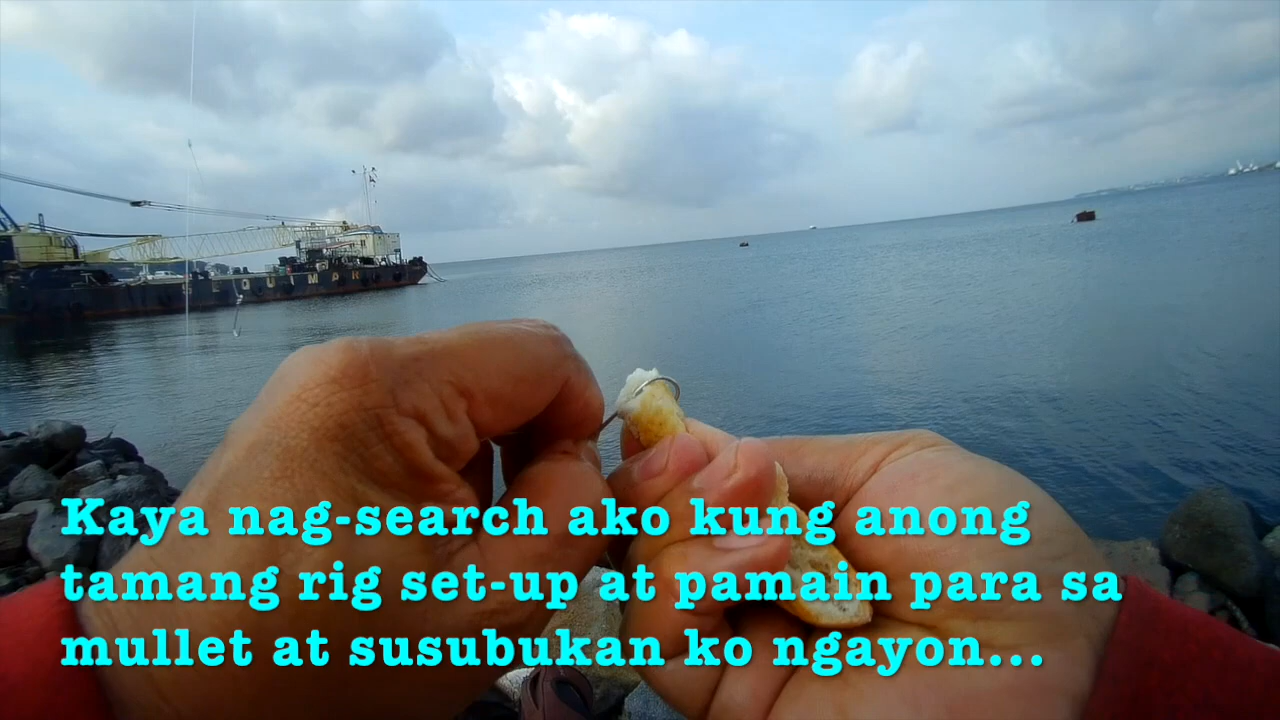 Kaya nag-search ako kung anong
tamang rig set-up at pamain para sa
mullet at susubukan ko ngayon...